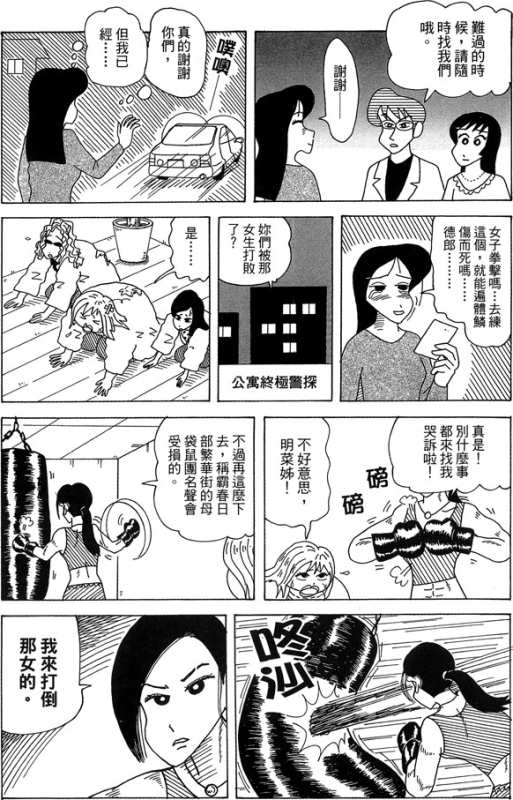 難過的時
候，請隨
時找我們
哦。
謝謝……
噗噢……
真的謝謝
你們，
但我已
經……
女子拳擊嗎…去練
這個，就能遍體鱗
傷而死嗎……
德郎………
公寓終極警探
妳們被那
女生打敗
了？
是……
真是！
別什麼事
都來找我
哭訴啦！
磅
磅
不好意思，
明菜姊！
不過再這麼下
去，稱霸春日
部繁華街的母
袋鼠團名聲會
受損的。
咚
我來打倒
那女的。